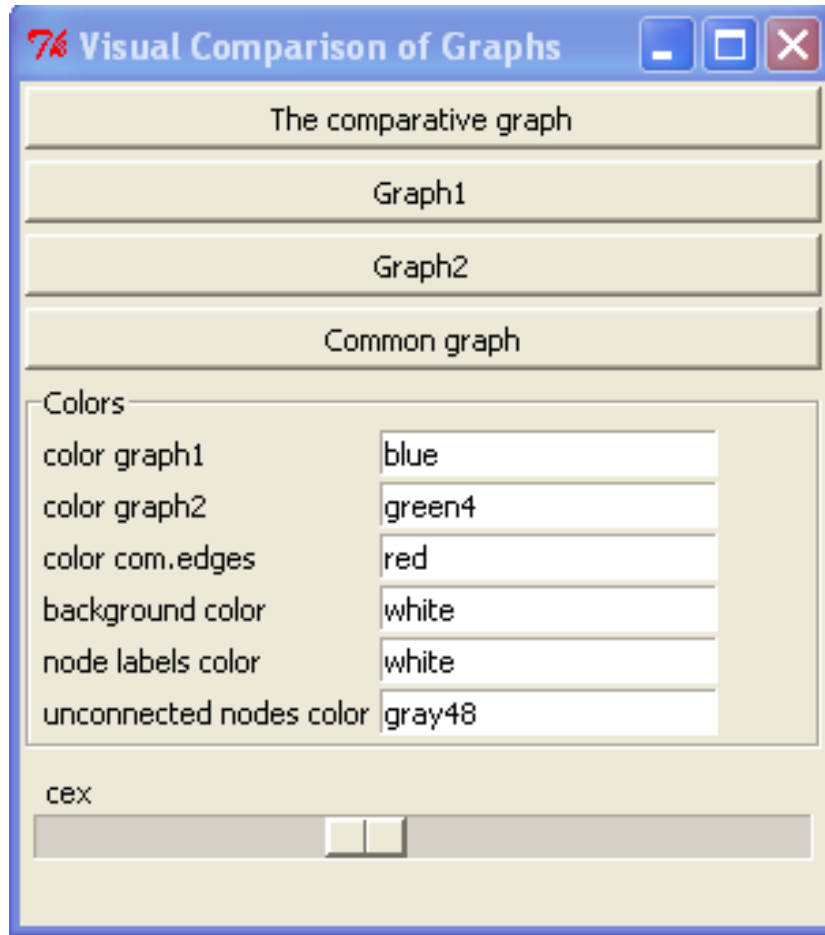 Visual Comparison of Graphs
The comparative graph
Graph1
Graph2
Common graph
Colors
color graph1 blue
color graph2 green4
color com.edges red
background color white
node labels color white
unconnected nodes color gray48
cex